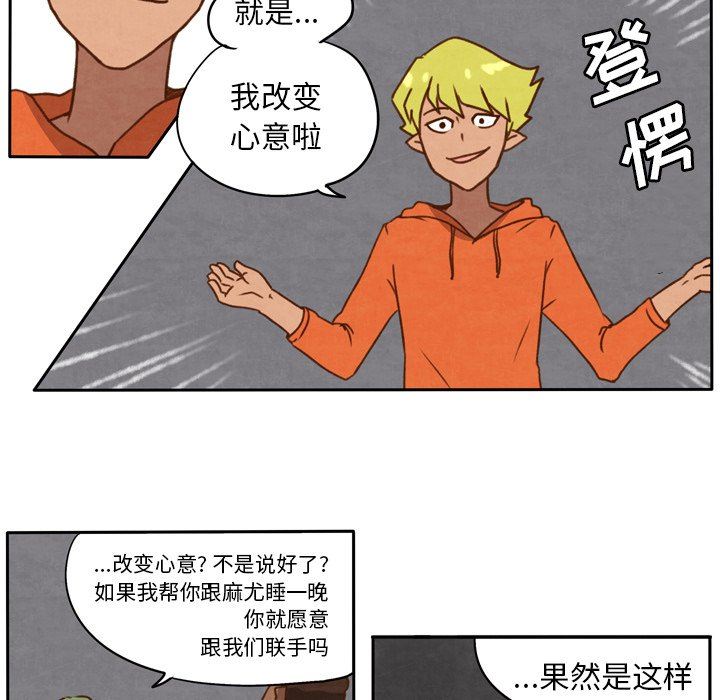 就是...
我改变
心意啦
登
愣
...改变心意? 不是说好了?
如果我帮你跟麻尤睡一晚
你就愿意
跟我们联手吗
...果然是这样